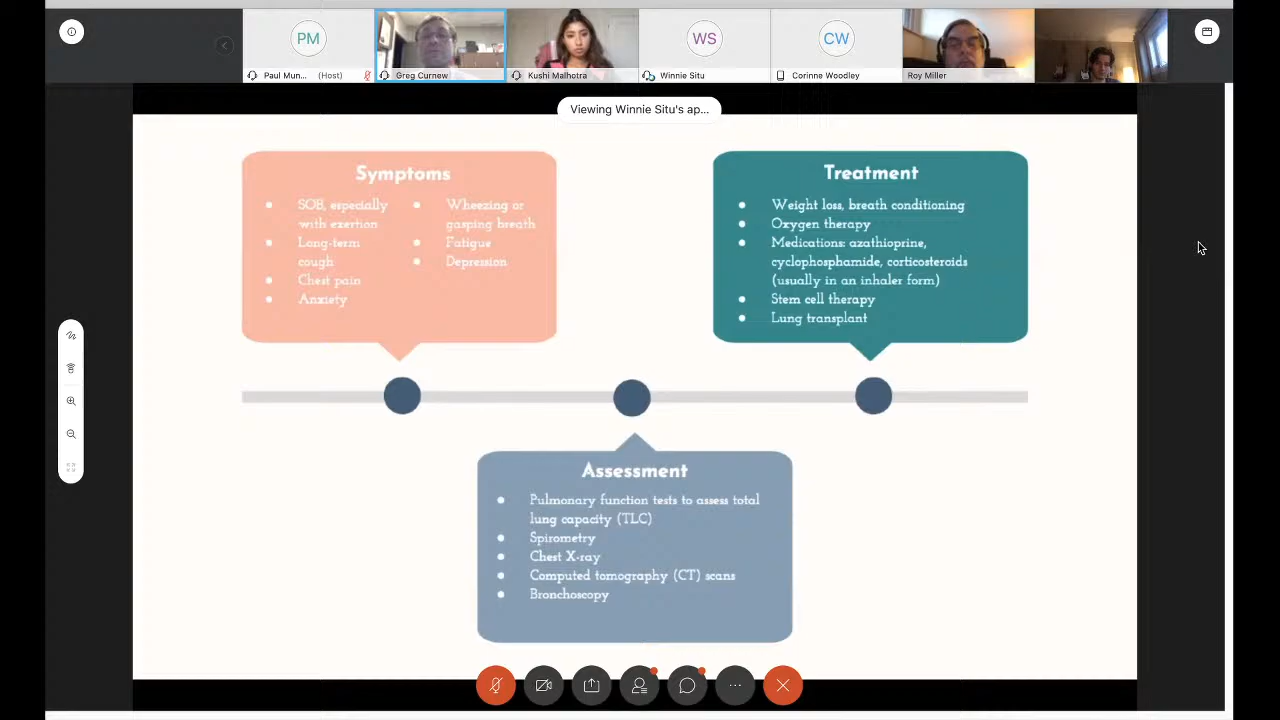 PM
WS
CW
Paul Mun... (Host)
Greg Curnew
Kushi Malhotra
Winnie Situ
Corinne Woodley
Roy Miller
Viewing Winnie Situ's ap...
Symptoms
SOB, especially
with exertion
Long-term
cough
Chest pain
Anxiety
Wheezing or
gasping breath
Fatigue
Depression
Treatment
Weight loss, breath conditioning
Oxygen therapy
Medications: azathioprine,
cyclophosphamide, corticosteroids
(usually in an inhaler form)
Stem cell therapy
Lung transplant
Assessment
Pulmonary function tests to assess total
lung capacity (TLC)
Spirometry
Chest X-ray
Computed tomography (CT) scans
Bronchoscopy